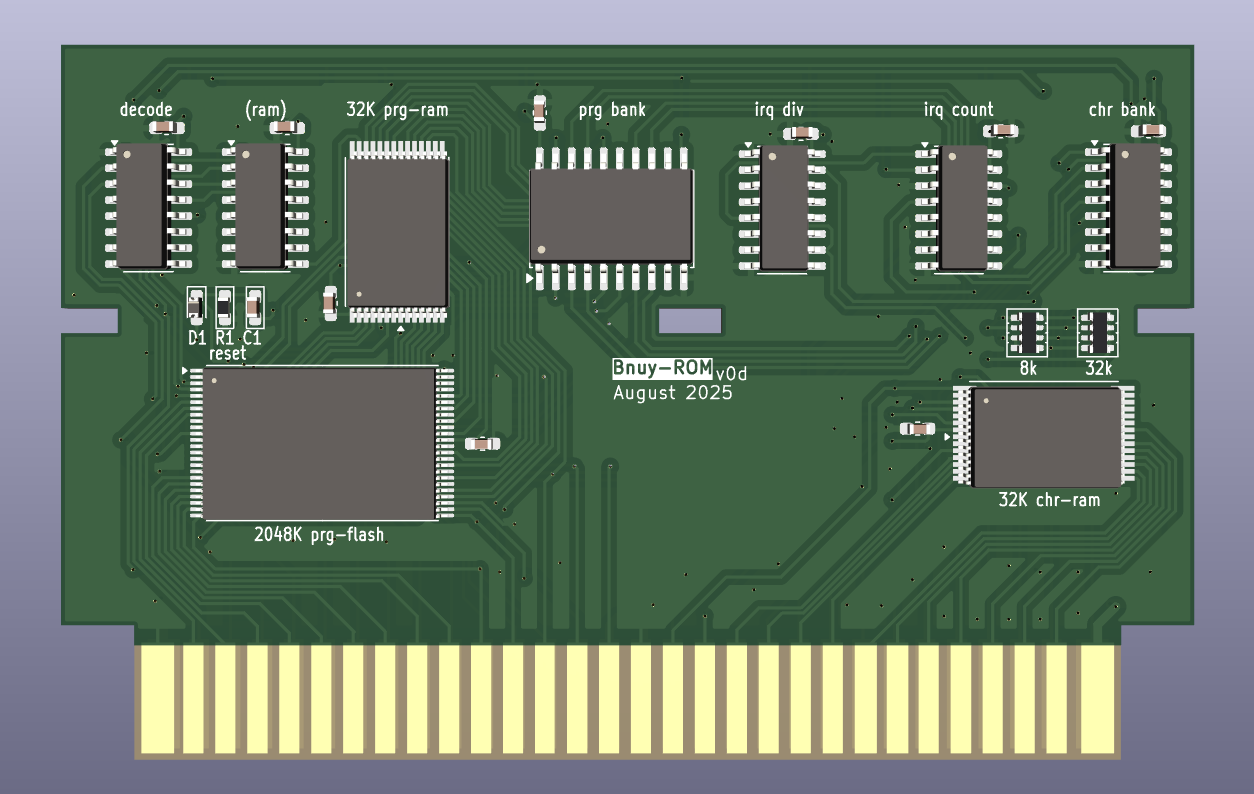 decode
(ram)
32K prg-ram
prg bank
irq div
irq count
chr bank
D1 R1 C1
reset
8k
32k
Bnuy-ROM v0d
August 2025
32K chr-ram
2048K prg-flash